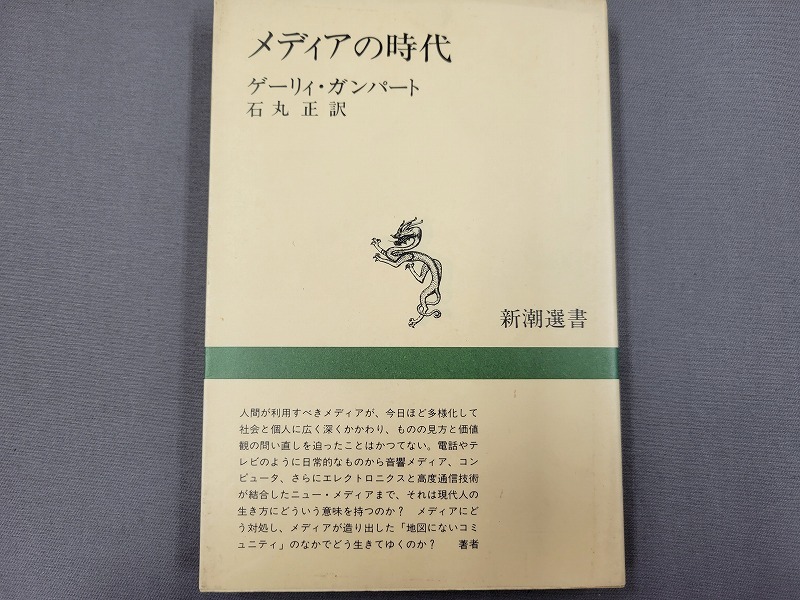 メディアの時代
ゲーリィ・ガンパート
石丸 正 訳
新潮選書
人間が利用すべきメディアが、今日ほど多様化して
社会と個人に広く深くかかわり、ものの見方と価値
観の問い直しを迫ったことはかつてない。電話やテ
レビのように日常的なものから音響メディア、コン
ピュータ、さらにエレクトロニクスと高度通信技術
が結合したニュー・メディアまで、それは現代人の
生き方にどういう意味を持つのか? メディアにど
う対処し、メディアが造り出した「地図にないコミ
ュニティ」のなかでどう生きてゆくのか? 著者